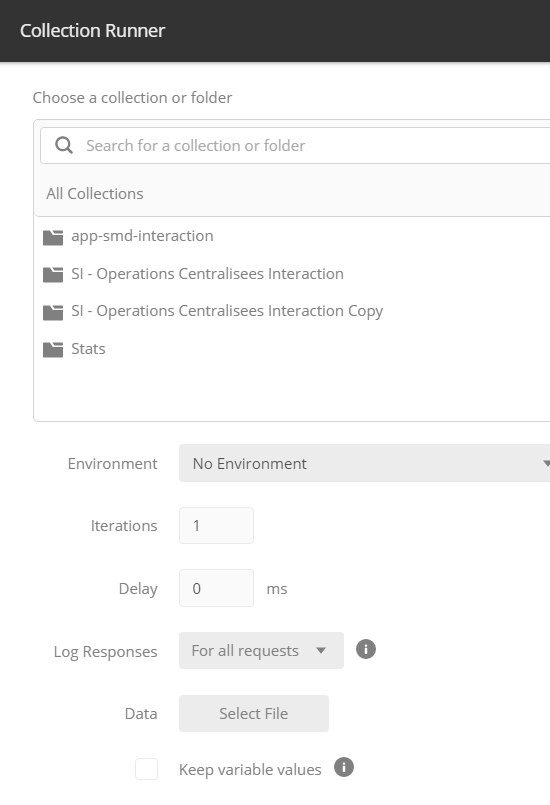 Collection Runner
Choose a collection or folder
Search for a collection or folder
All Collections
app-smd-interaction
SI - Operations Centralisees Interaction
SI - Operations Centralisees Interaction Copy
Stats
Environment No Environment
Iterations 1
Delay 0 ms
Log Responses For all requests
Data Select File
Keep variable values